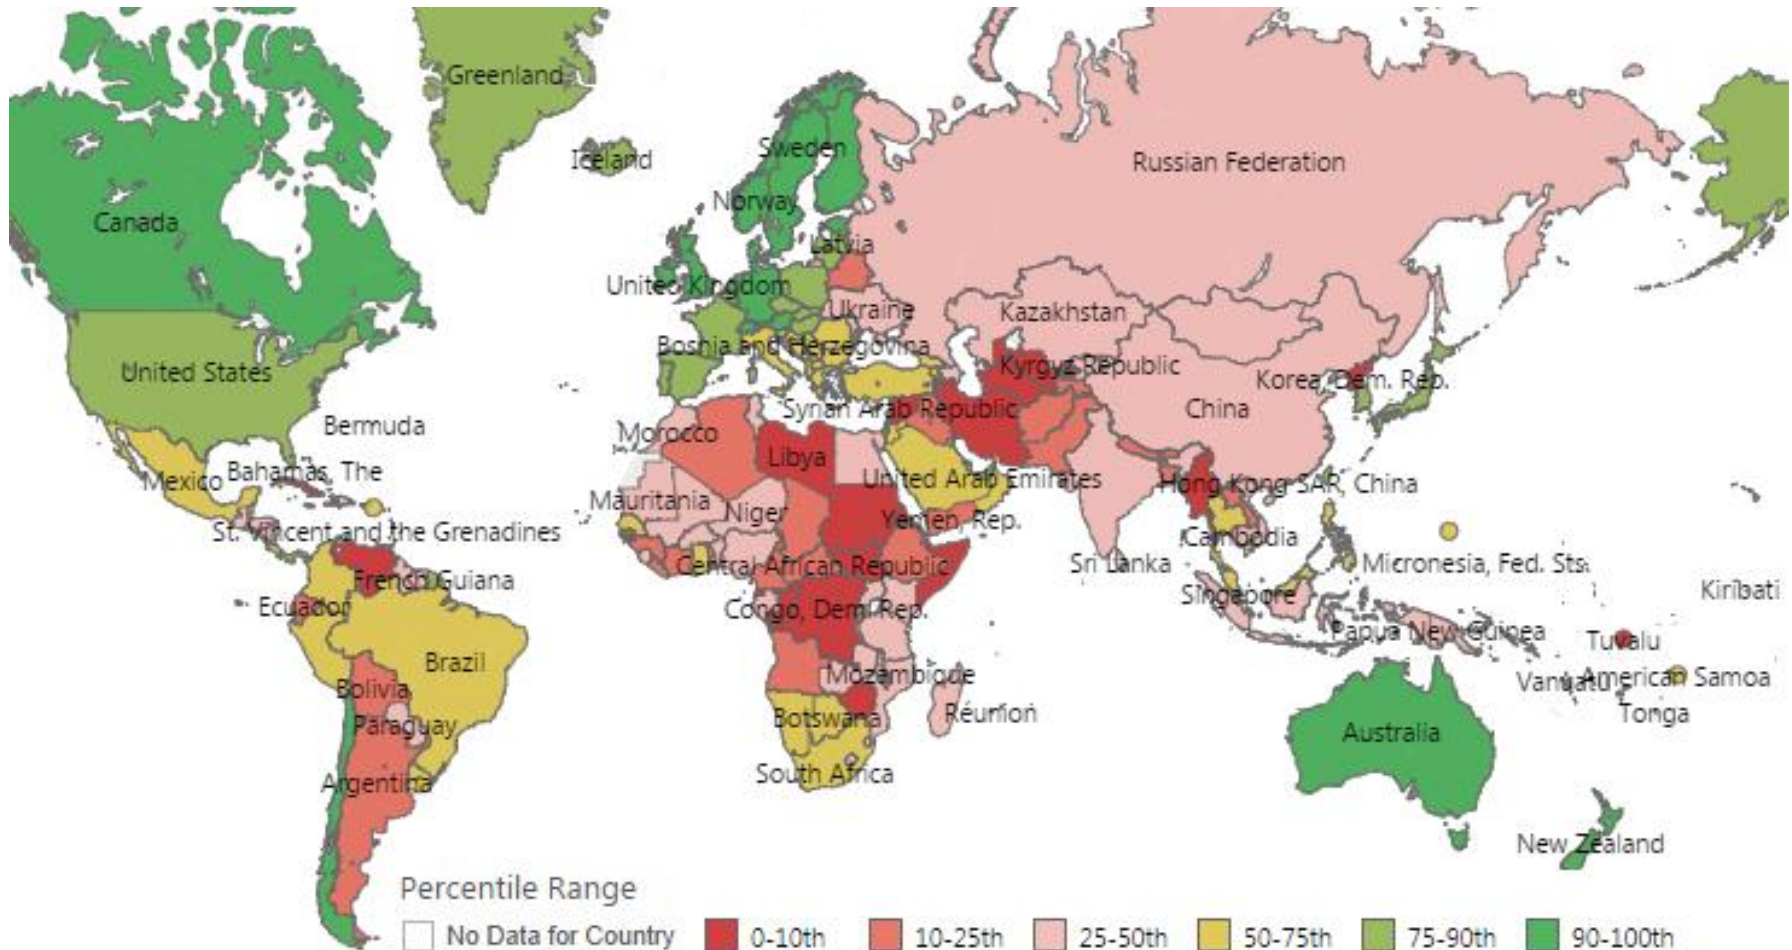 Greenland
Iceland
Sweden
Russian Federation
Norway
Canada
Latvia
United Kingdom
Ukraine
Kazakhstan
Bosnia and Herzegovina
United States
Kyrgyz Republic
Korea, Dem. Rep.
Syrian Arab Republic
China
Bermuda
Morocco
Libya
Bahamas, The
Mexico
United Arab Emirates
Hong Kong SAR, China
Mauritania
Niger
Yemen, Rep.
St. Vincent and the Grenadines
Cambodia
Central African Republic
Sri Lanka
Micronesia, Fed. Sts.
French Guiana
Kiribati
Ecuador
Congo, Dem. Rep.
Singapore
Papua New Guinea
Tuvalu
Brazil
Mozambique
Vanuatu
American Samoa
Bolivia
Botswana
Réunion
Tonga
Paraguay
Australia
South Africa
Argentina
New Zealand
Percentile Range
No Data for Country 0-10th 10-25th 25-50th 50-75th 75-90th 90-100th